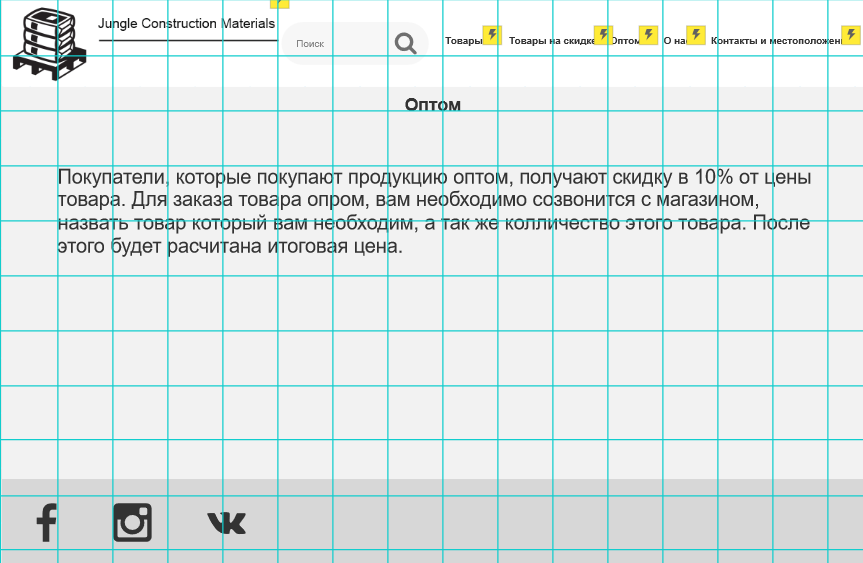 Jungle Construction Materials
Поиск
Товары Товары на скидке Оптом О нас Контакты и местоположен
Оптом
Покупатели, которые покупают продукцию оптом, получают скидку в 10% от цены
товара. Для заказа товара опром, вам необходимо созвонится с магазином,
назвать товар который вам необходим, а так же колличество этого товара. После
этого будет расчитана итоговая цена.